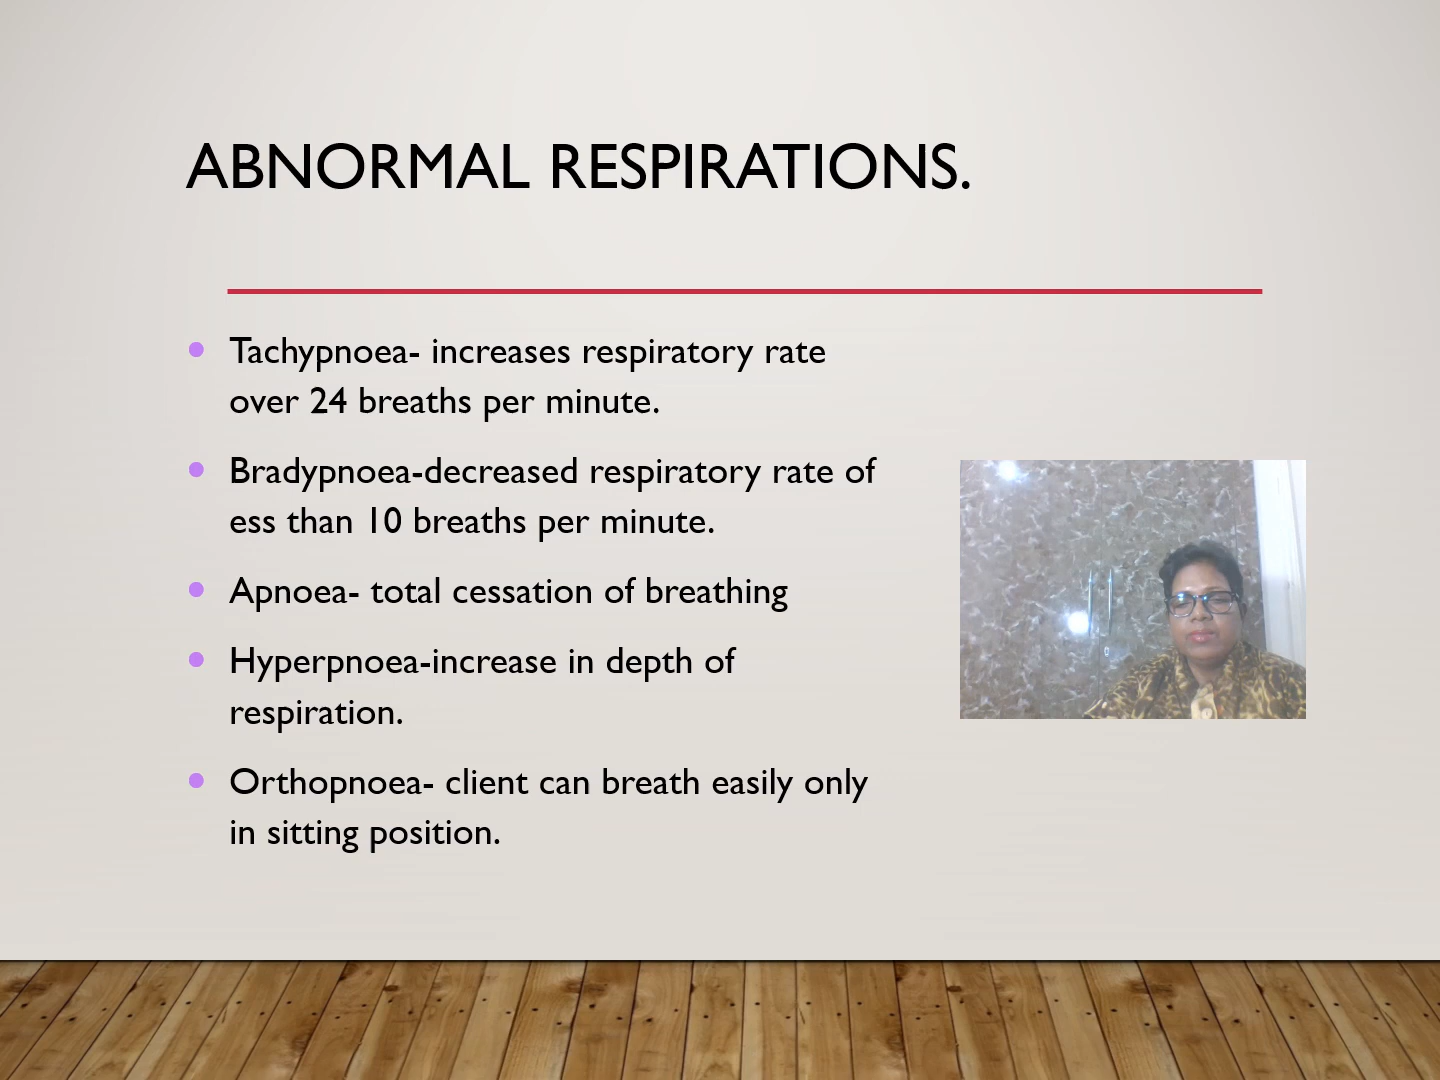 ABNORMAL RESPIRATIONS.
Tachypnoea- increases respiratory rate
over 24 breaths per minute.
Bradypnoea-decreased respiratory rate of
ess than 10 breaths per minute.
Apnoea- total cessation of breathing
Hyperpnoea-increase in depth of
respiration.
Orthopnoea- client can breath easily only
in sitting position.